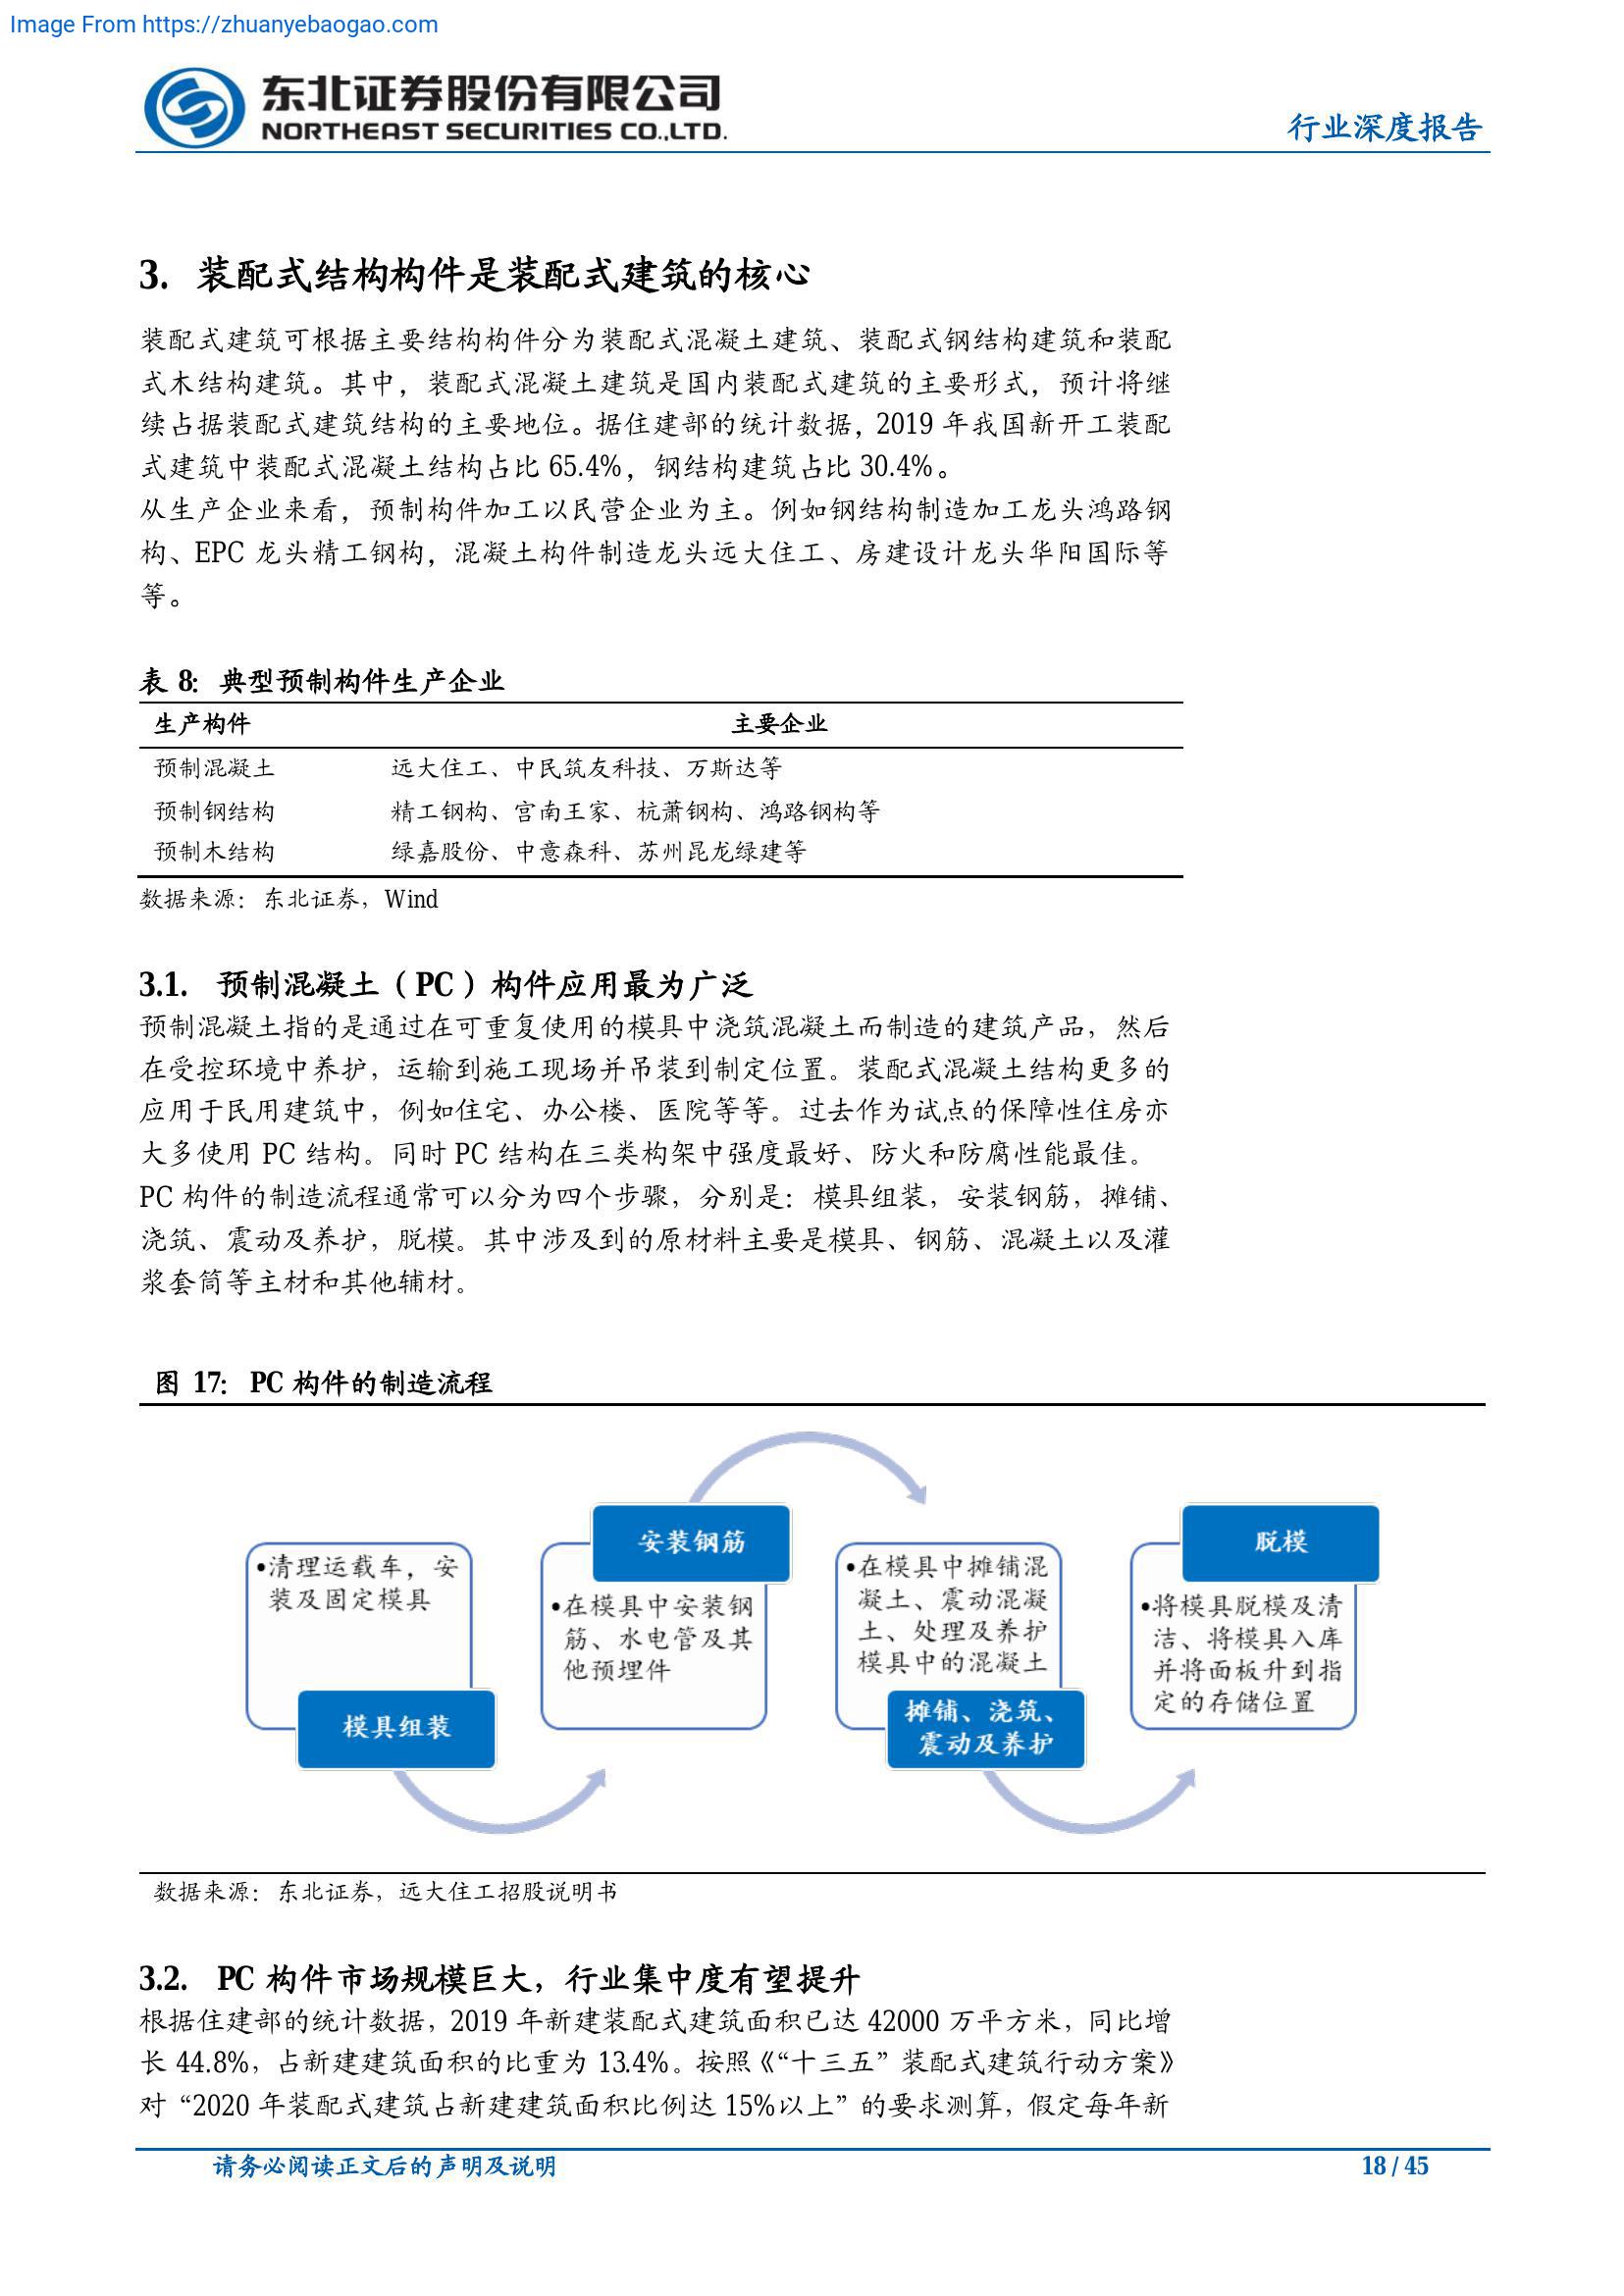 Image From https://zhuanyebaogao.com
东北证券股份有限公司
NORTHEAST SECURITIES CO.,LTD.
行业深度报告
3. 装配式结构构件是装配式建筑的核心
装配式建筑可根据主要结构构件分为装配式混凝土建筑、装配式钢结构建筑和装配
式木结构建筑。其中，装配式混凝土建筑是国内装配式建筑的主要形式，预计将继
续占据装配式建筑结构的主要地位。据住建部的统计数据，2019 年我国新开工装配
式建筑中装配式混凝土结构占比 65.4%，钢结构建筑占比 30.4%。
从生产企业来看，预制构件加工以民营企业为主。例如钢结构制造加工龙头鸿路钢
构、EPC 龙头精工钢构，混凝土构件制造龙头远大住工、房建设计龙头华阳国际等
等。
表 8：典型预制构件生产企业
生产构件 主要企业
预制混凝土 远大住工、中民筑友科技、万斯达等
预制钢结构 精工钢构、宫南王家、杭萧钢构、鸿路钢构等
预制木结构 绿嘉股份、中意森科、苏州昆龙绿建等
数据来源：东北证券，Wind
3.1. 预制混凝土（PC）构件应用最为广泛
预制混凝土指的是通过在可重复使用的模具中浇筑混凝土而制造的建筑产品，然后
在受控环境中养护，运输到施工现场并吊装到制定位置。装配式混凝土结构更多的
应用于民用建筑中，例如住宅、办公楼、医院等等。过去作为试点的保障性住房亦
大多使用 PC 结构。同时 PC 结构在三类构架中强度最好、防火和防腐性能最佳。
PC 构件的制造流程通常可以分为四个步骤，分别是：模具组装，安装钢筋，摊铺、
浇筑、震动及养护，脱模。其中涉及到的原材料主要是模具、钢筋、混凝土以及灌
浆套筒等主材和其他辅材。
图 17：PC 构件的制造流程
•清理运载车，安
装及固定模具
模具组装
安装钢筋
•在模具中安装钢
筋、水电管及其
他预埋件
•在模具中摊铺混
凝土、震动混凝
土、处理及养护
模具中的混凝土
摊铺、浇筑、
震动及养护
脱模
•将模具脱模及清
洁、将模具入库
并将面板升到指
定的存储位置
数据来源：东北证券，远大住工招股说明书
3.2. PC 构件市场规模巨大，行业集中度有望提升
根据住建部的统计数据，2019 年新建装配式建筑面积已达 42000 万平方米，同比增
长 44.8%，占新建建筑面积的比重为 13.4%。按照《“十三五”装配式建筑行动方案》
对“2020 年装配式建筑占新建建筑面积比例达 15%以上”的要求测算，假定每年新
请务必阅读正文后的声明及说明
18 / 45